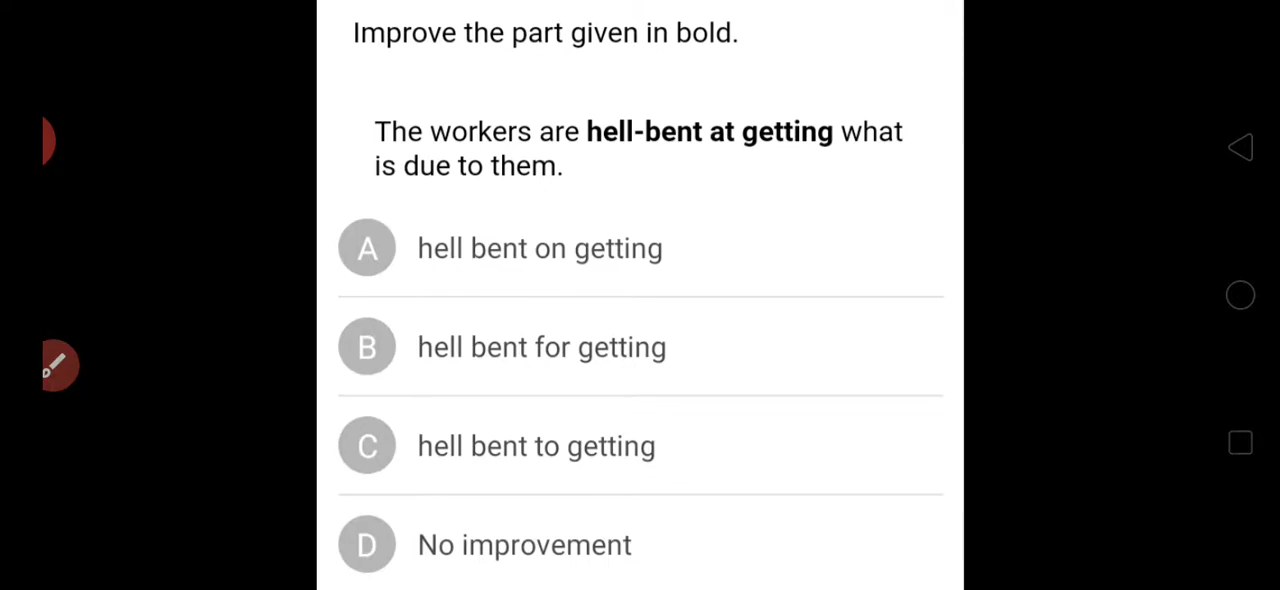 Improve the part given in bold.
The workers are hell-bent at getting what
is due to them.
A hell bent on getting
B hell bent for getting
C hell bent to getting
D No improvement